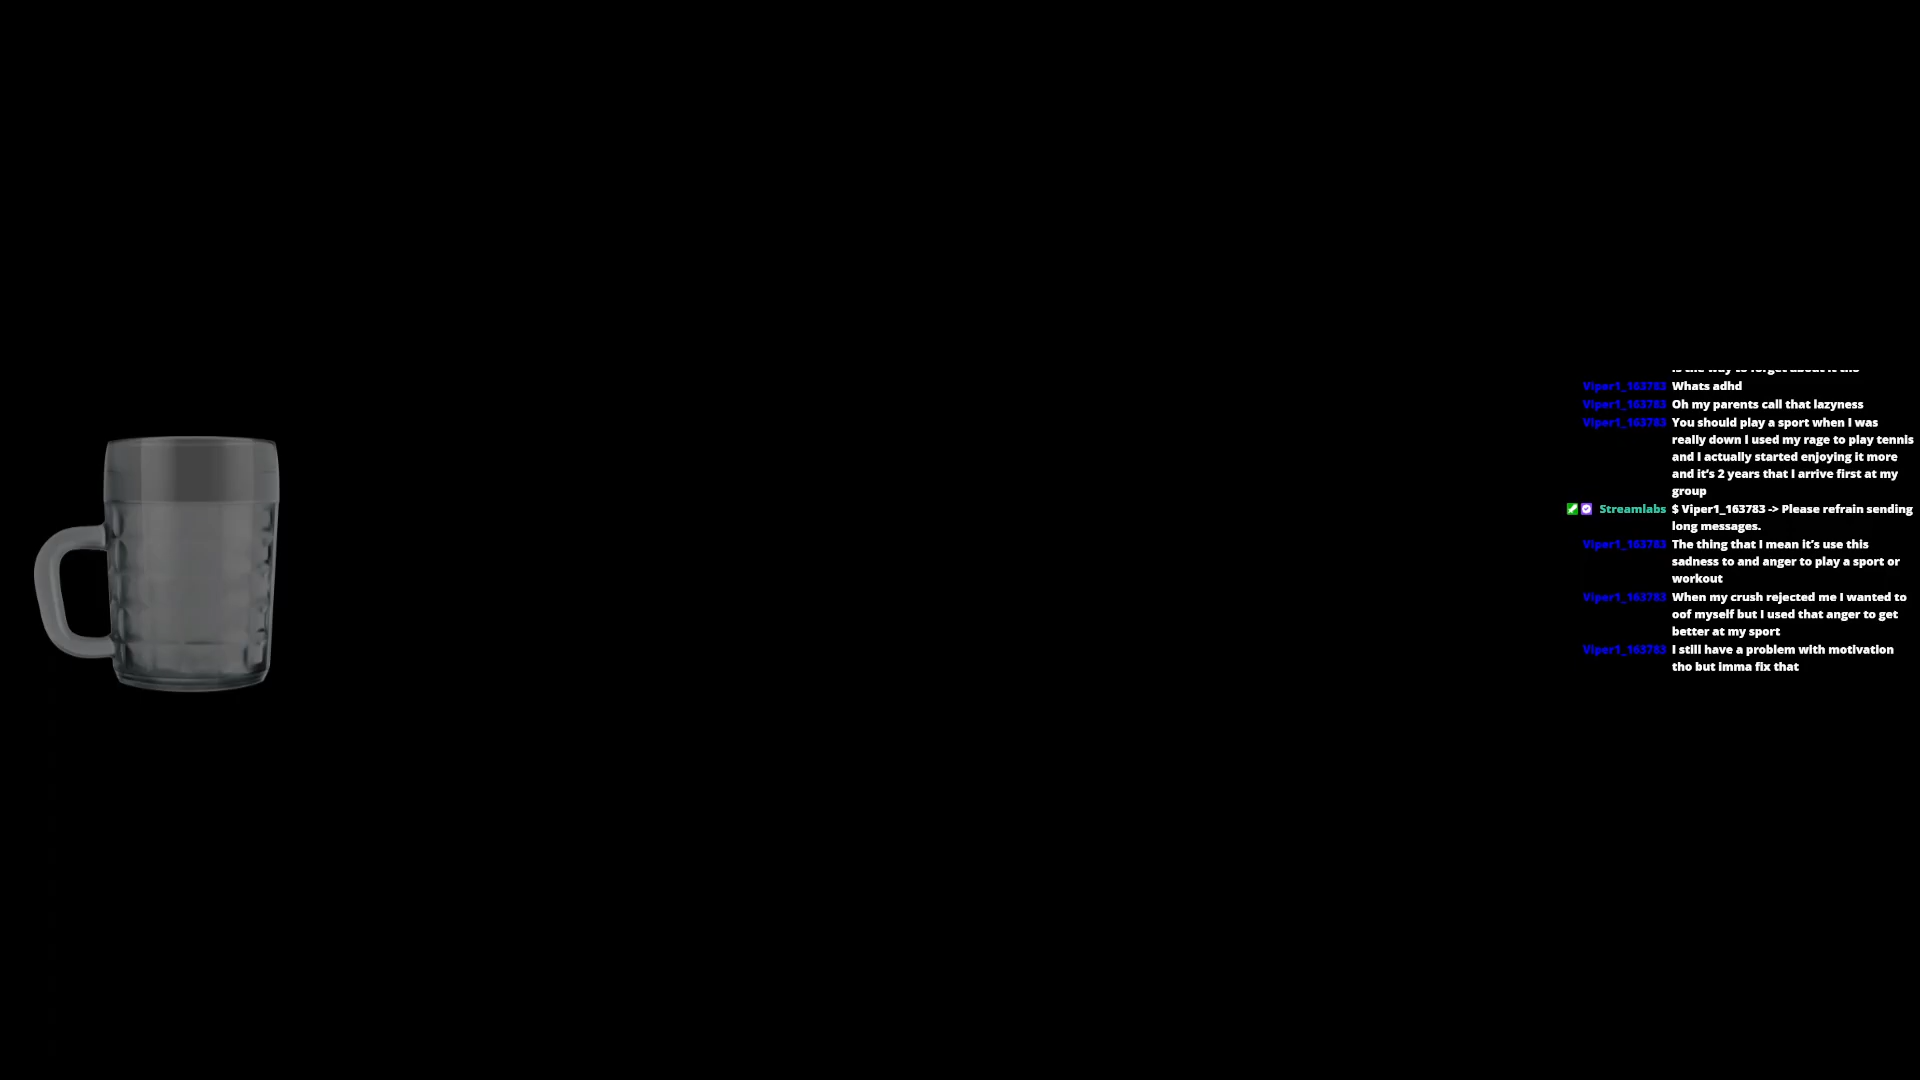 Viper1_163783 Whats adhd
Viper1_163783 Oh my parents call that lazyness
Viper1_163783 You should play a sport when I was
really down I used my rage to play tennis
and I actually started enjoying it more
and it’s 2 years that I arrive first at my
group
Streamlabs $ Viper1_163783 -> Please refrain sending
long messages.
Viper1_163783 The thing that I mean it’s use this
sadness to and anger to play a sport or
workout
Viper1_163783 When my crush rejected me I wanted to
oof myself but I used that anger to get
better at my sport
Viper1_163783 I still have a problem with motivation
tho but imma fix that